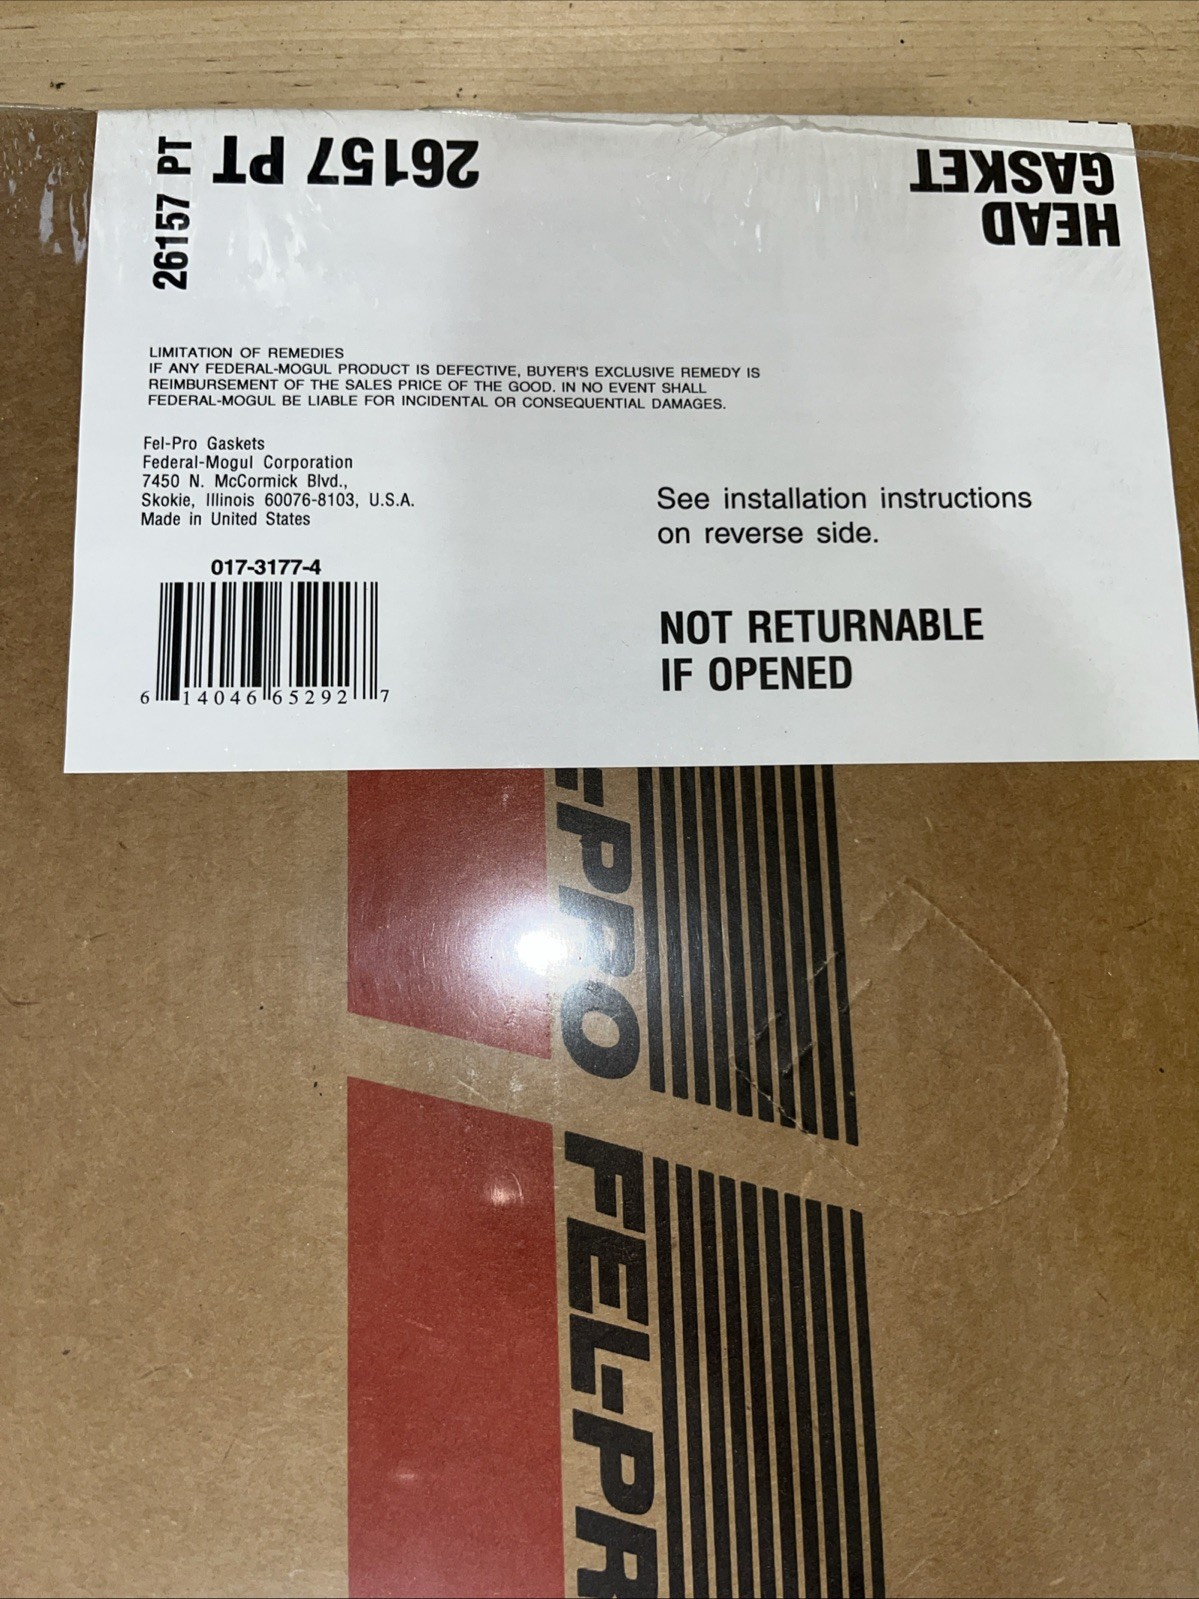 26157 PT
26157 PT
HEAD
GASKET
LIMITATION OF REMEDIES
IF ANY FEDERAL-MOGUL PRODUCT IS DEFECTIVE, BUYER'S EXCLUSIVE REMEDY IS
REIMBURSEMENT OF THE SALES PRICE OF THE GOOD. IN NO EVENT SHALL
FEDERAL-MOGUL BE LIABLE FOR INCIDENTAL OR CONSEQUENTIAL DAMAGES.
Fel-Pro Gaskets
Federal-Mogul Corporation
7450 N. McCormick Blvd.,
Skokie, Illinois 60076-8103, U.S.A.
Made in United States
See installation instructions
on reverse side.
017-3177-4
6 14046 65292 7
NOT RETURNABLE
IF OPENED
EL-PRO
FEL-PR